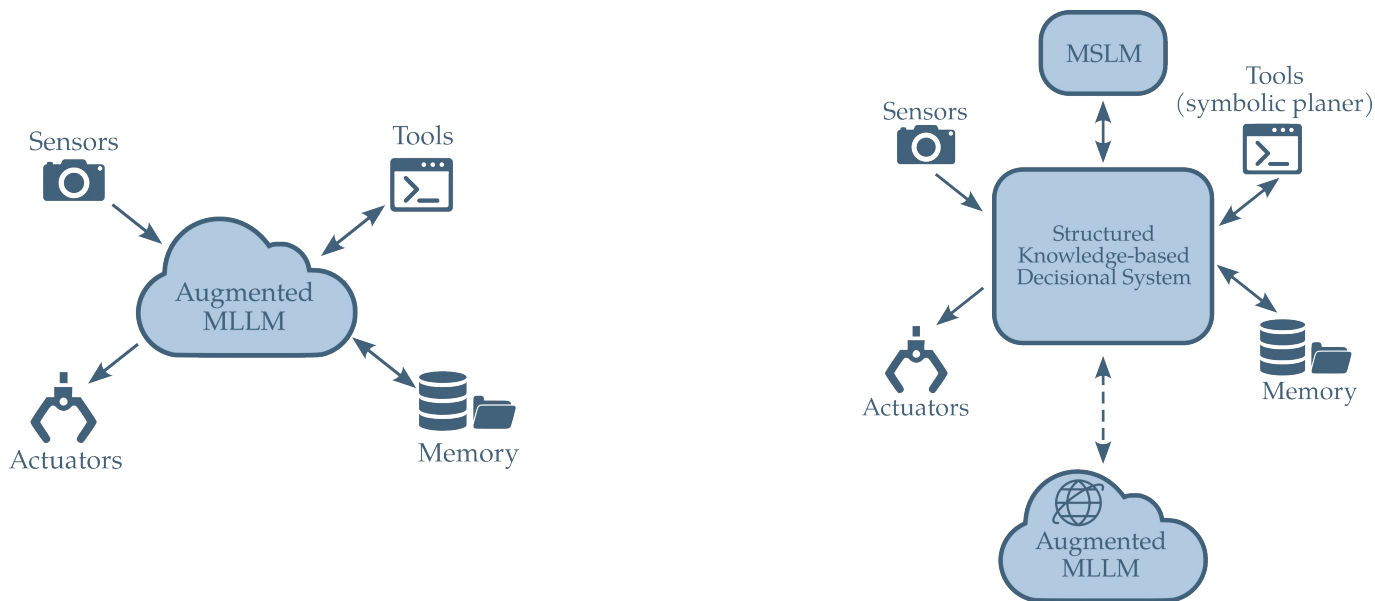 Sensors
Tools
Augmented
MLLM
Actuators
Memory
MSLM
Tools
(symbolic planer)
Sensors
Structured
Knowledge-based
Decisional System
Actuators
Memory
Augmented
MLLM